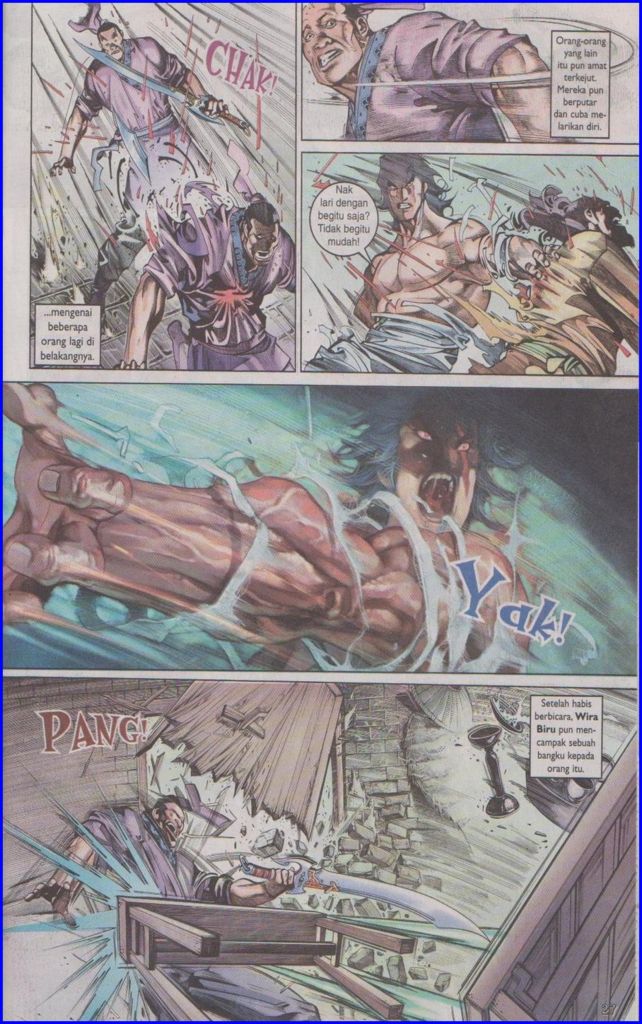 CHAK!
...mengenai
beberapa
orang lagi di
belakangnya.
Orang-orang
yang lain
itu pun amat
terkejut.
Mereka pun
berputar
dan cuba me-
larikan diri.
Nak
lari dengan
begitu saja?
Tidak begitu
mudah!
Yak!
PANG!
Setelah habis
berbicara, Wira
Biru pun men-
campak sebuah
bangku kepada
orang itu.
27